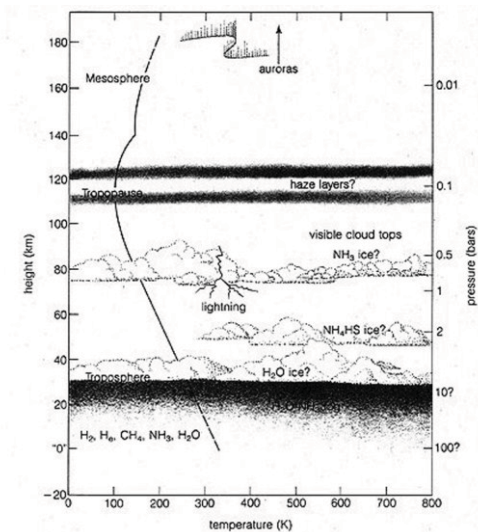 180
160
140
120
100
80
60
40
20
"0"
−20
height (km)
Mesosphere
auroras
Tropopause
haze layers?
visible cloud tops
NH₃ ice?
lightning
NH₄HS ice?
Troposphere
H₂O ice?
H₂, Hₑ, CH₄, NH₃, H₂O
0.01
0.1
0.5
1
2
10?
100?
pressure (bars)
0 100 200 300 400 500 600 700 800
temperature (K)